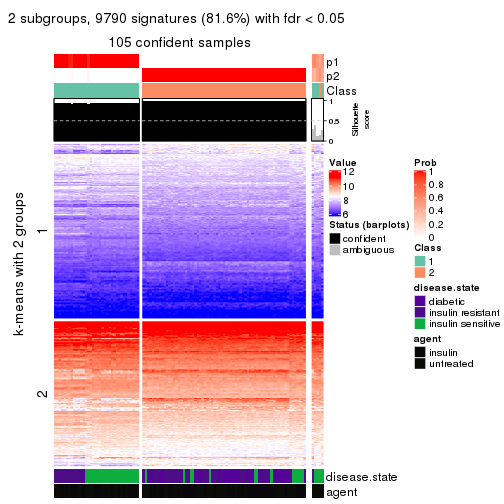 2 subgroups, 9790 signatures (81.6%) with fdr < 0.05
105 confident samples
p1
p2
Class
1
0.5
0
Silhouette
score
k-means with 2 groups
1
2
disease.state
agent
Value
12
10
8
6
Status (barplots)
confident
ambiguous
Prob
1
0.8
0.6
0.4
0.2
0
Class
1
2
disease.state
diabetic
insulin resistant
insulin sensitive
agent
insulin
untreated